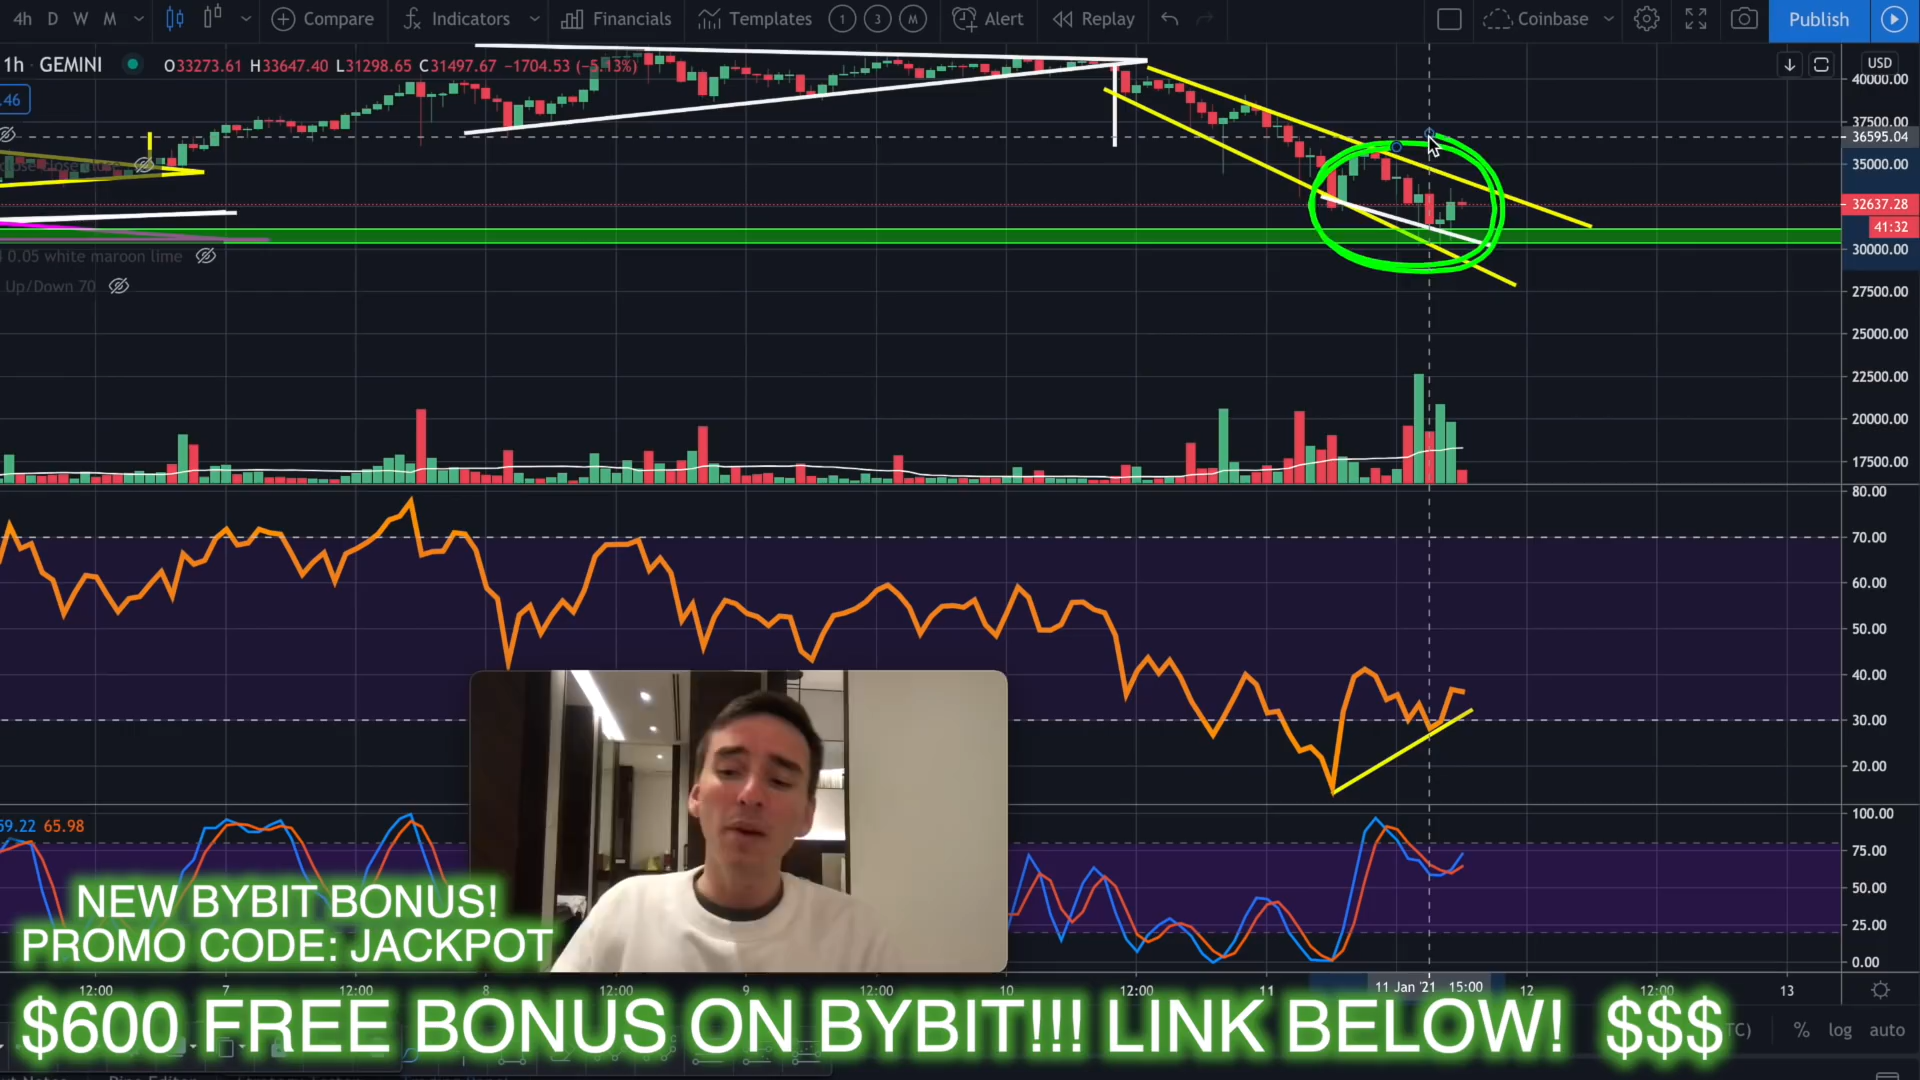 4h D W M Compare Indicators Financials Templates 1 3 M Alert Replay Coinbase Publish
1h GEMINI O33273.61 H33647.40 L31298.65 C31497.67 −1704.53 (−5.13%)
USD
40000.00
.46
37500.00
36595.04
35000.00
32637.28
41:32
30000.00
0.05 white maroon lime
Up/Down 70
27500.00
25000.00
22500.00
20000.00
17500.00
80.00
70.00
60.00
50.00
40.00
30.00
20.00
59.22 65.98
100.00
75.00
50.00
25.00
0.00
NEW BYBIT BONUS!
PROMO CODE: JACKPOT
12:00 7 12:00 8 12:00 9 12:00 10 12:00 11 11 Jan '21 15:00 12 12:00 13
$600 FREE BONUS ON BYBIT!!! LINK BELOW! $$$
TC) % log auto